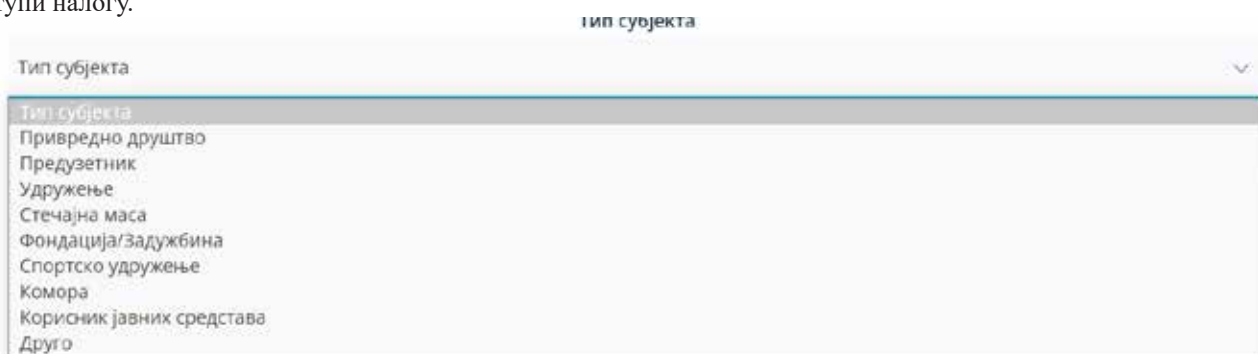 налогу.
Тип субјекта
Тип субјекта
Тип субјекта
Привредно друштво
Предузетник
Удружење
Стечајна маса
Фондација/Задужбина
Спортско удружење
Комора
Корисник јавних средстава
Друго